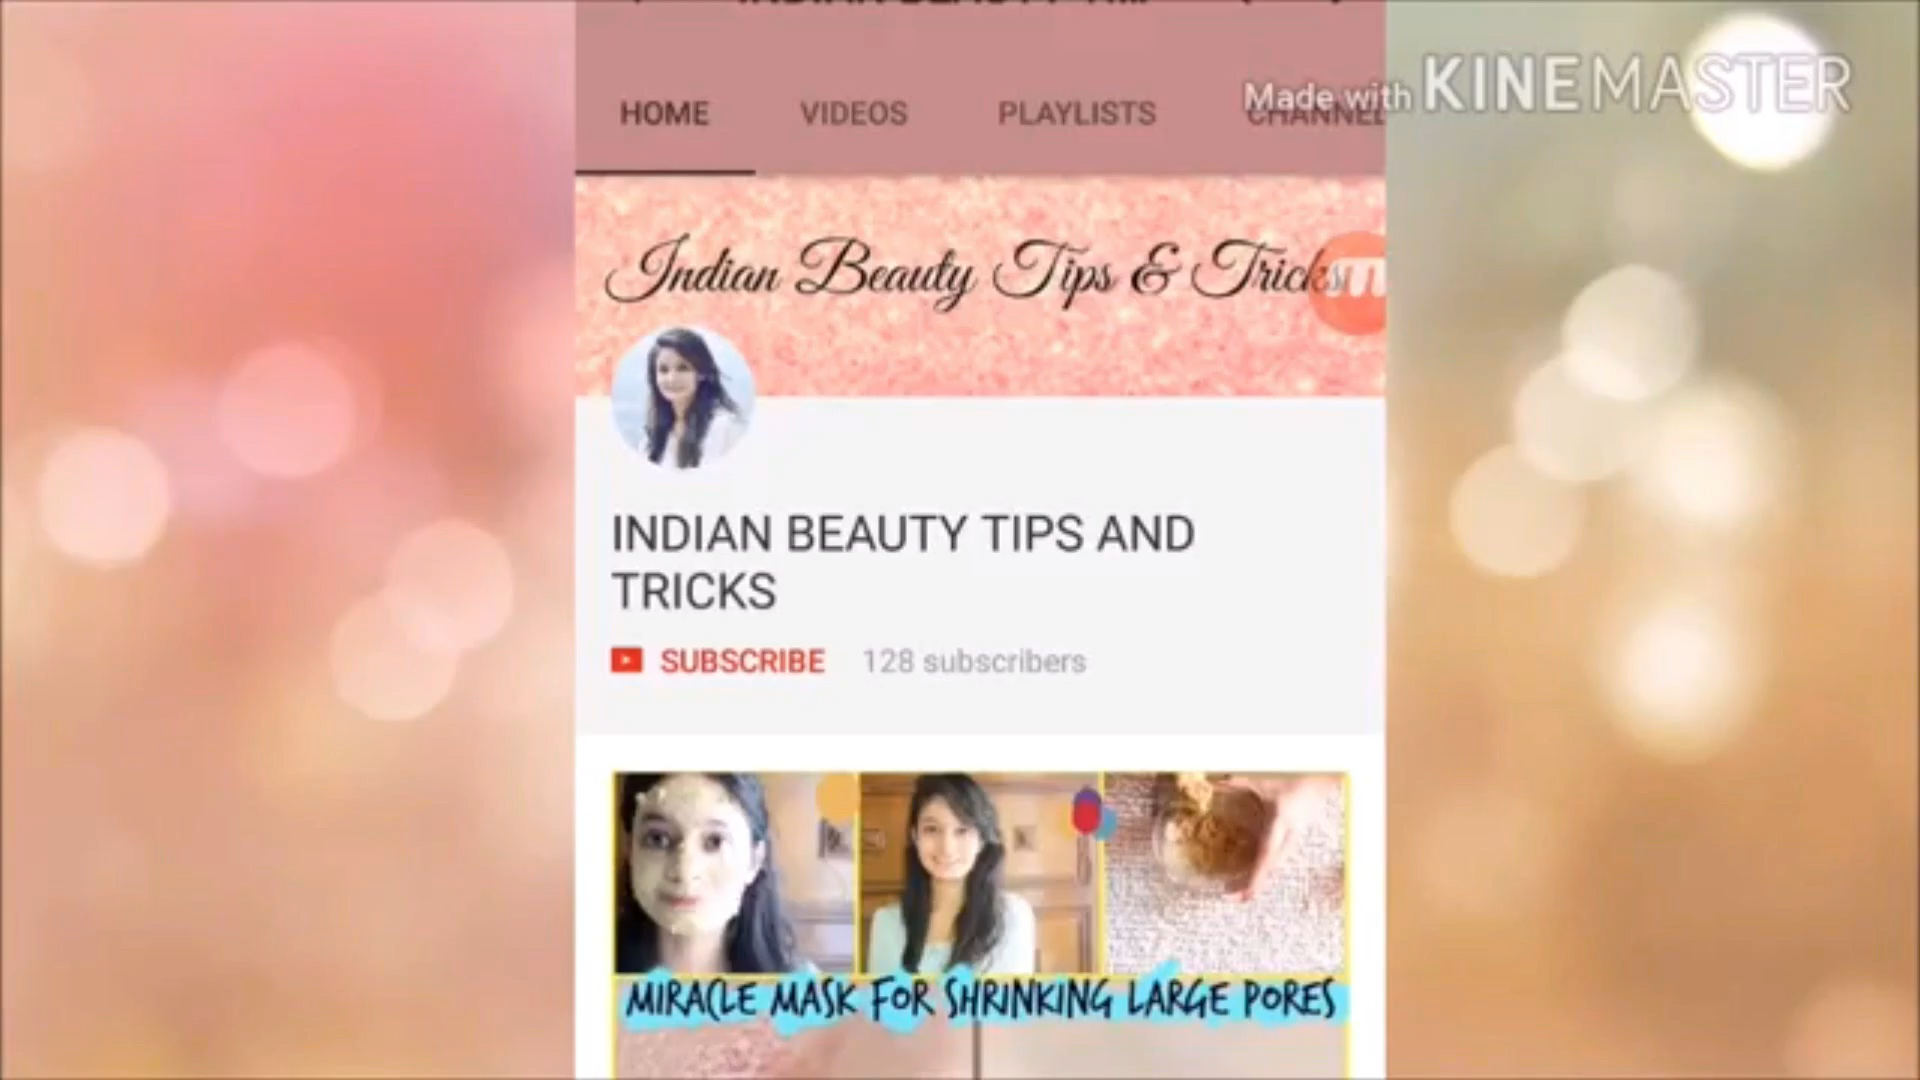 Made with KINEMASTER
HOME VIDEOS PLAYLISTS CHANNEL
Indian Beauty Tips & Tricks
INDIAN BEAUTY TIPS AND
TRICKS
SUBSCRIBE 128 subscribers
MIRACLE MASK FOR SHRINKING LARGE PORES